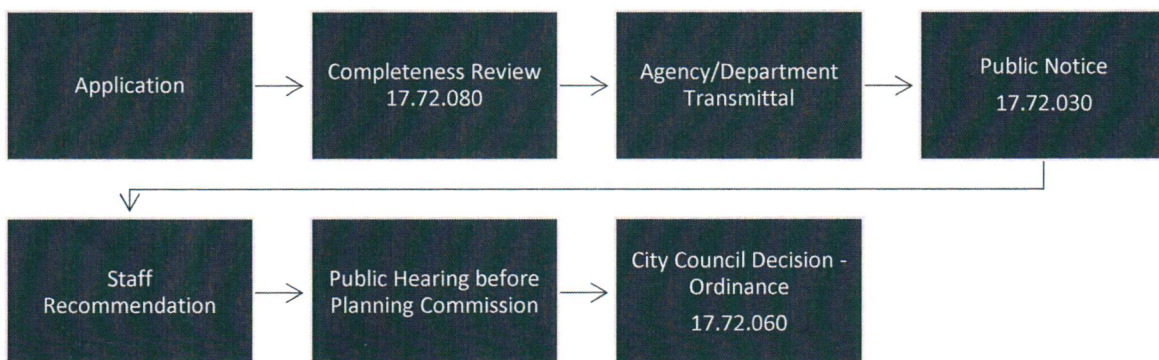 Application
Completeness Review
17.72.080
Agency/Department
Transmittal
Public Notice
17.72.030
Staff
Recommendation
Public Hearing before
Planning Commission
City Council Decision -
Ordinance
17.72.060